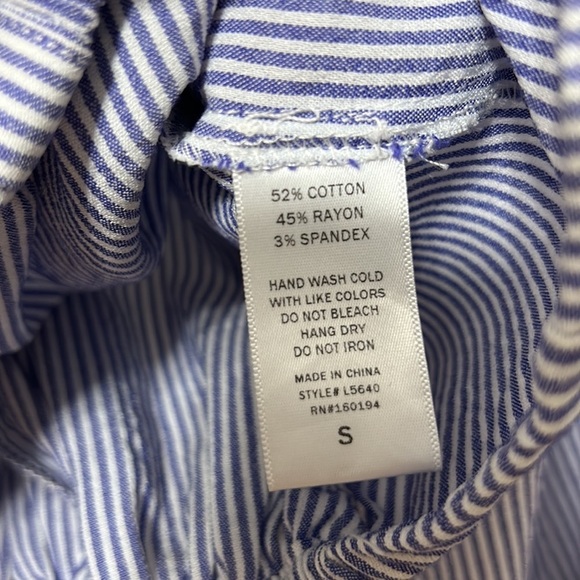 52% COTTON
45% RAYON
3% SPANDEX
HAND WASH COLD
WITH LIKE COLORS
DO NOT BLEACH
HANG DRY
DO NOT IRON
MADE IN CHINA
STYLE# L5640
RN#160194
S